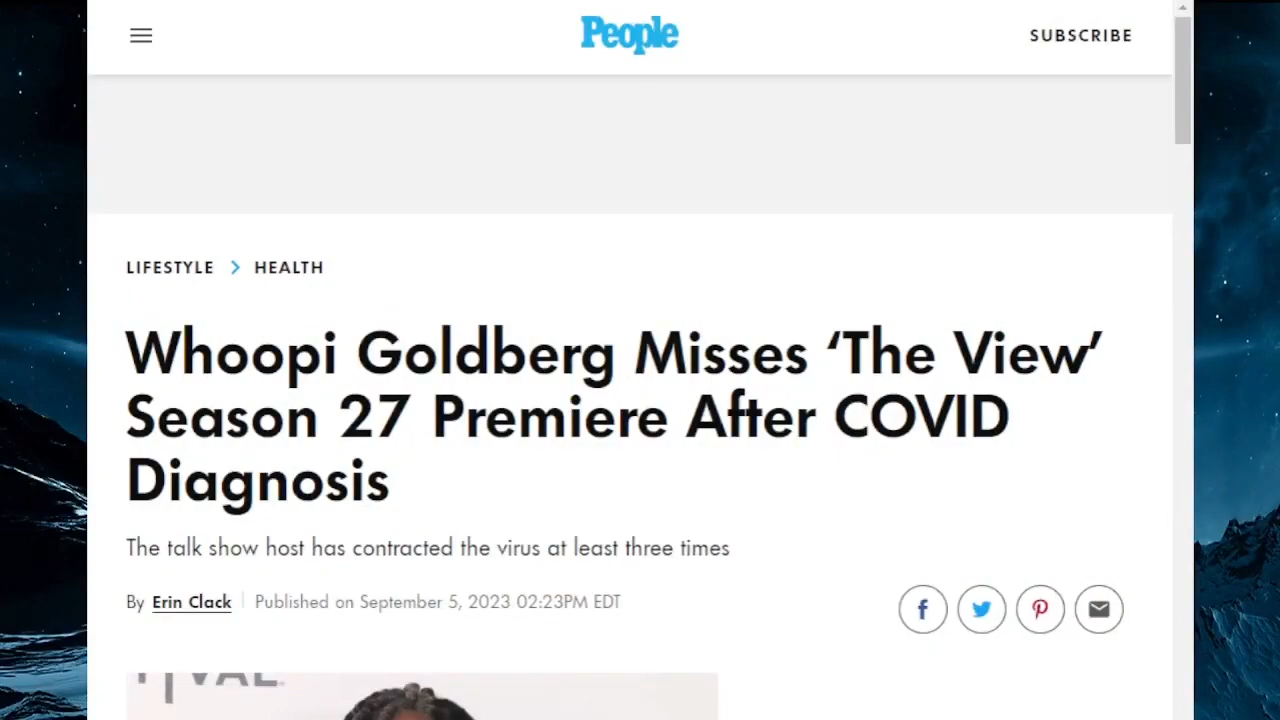 People
SUBSCRIBE
LIFESTYLE > HEALTH
Whoopi Goldberg Misses ‘The View’
Season 27 Premiere After COVID
Diagnosis
The talk show host has contracted the virus at least three times
By Erin Clack Published on September 5, 2023 02:23PM EDT